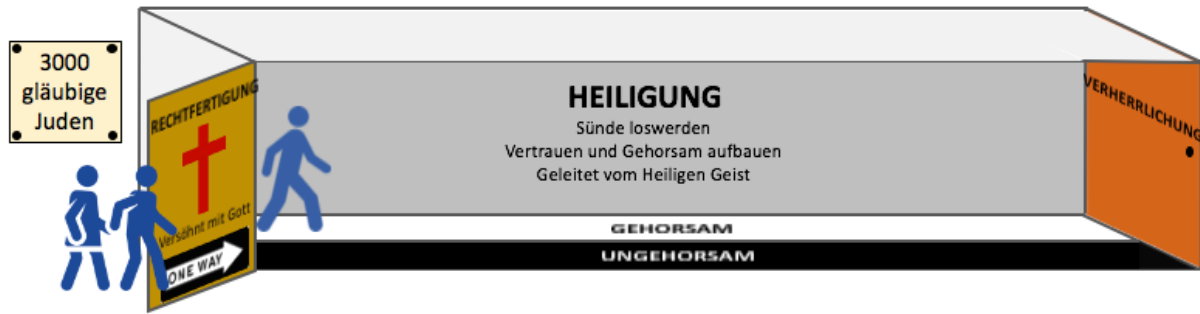 3000
gläubige
Juden
RECHTFERTIGUNG
Versöhnt mit Gott
ONE WAY
HEILIGUNG
Sünde loswerden
Vertrauen und Gehorsam aufbauen
Geleitet vom Heiligen Geist
GEHORSAM
UNGEHORSAM
VERHERRLICHUNG